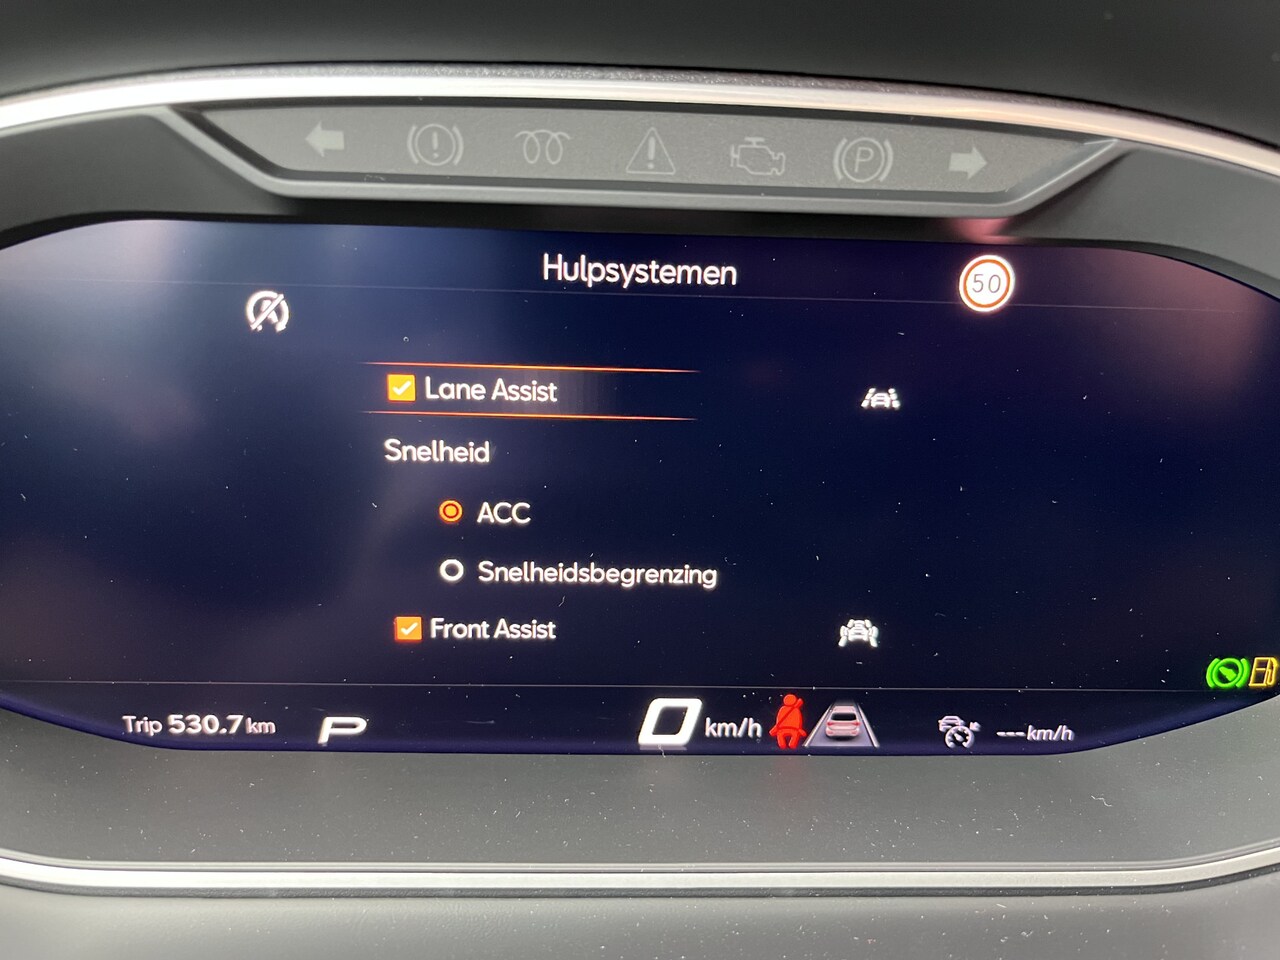 P
Hulpsystemen
50
Lane Assist
Snelheid
ACC
Snelheidsbegrenzing
Front Assist
Trip 530.7 km
P
0 km/h
--- km/h